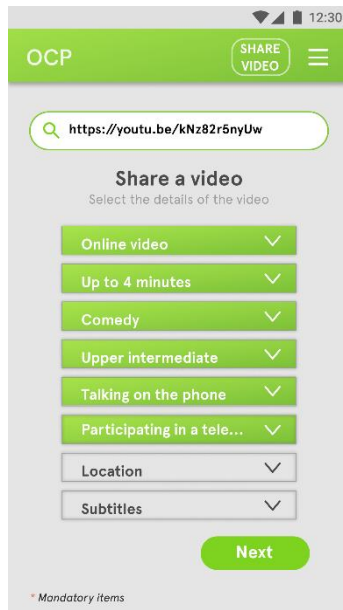 12:30
OCP
SHARE
VIDEO
https://youtu.be/kNz82r5nyUw
Share a video
Select the details of the video
Online video
Up to 4 minutes
Comedy
Upper intermediate
Talking on the phone
Participating in a tele...
Location
Subtitles
Next
* Mandatory items